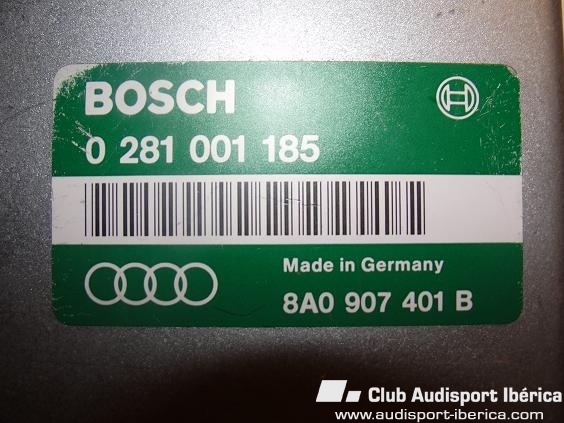 BOSCH
0 281 001 185
Made in Germany
8A0 907 401 B
Club Audisport Ibérica
www.audisport-iberica.com